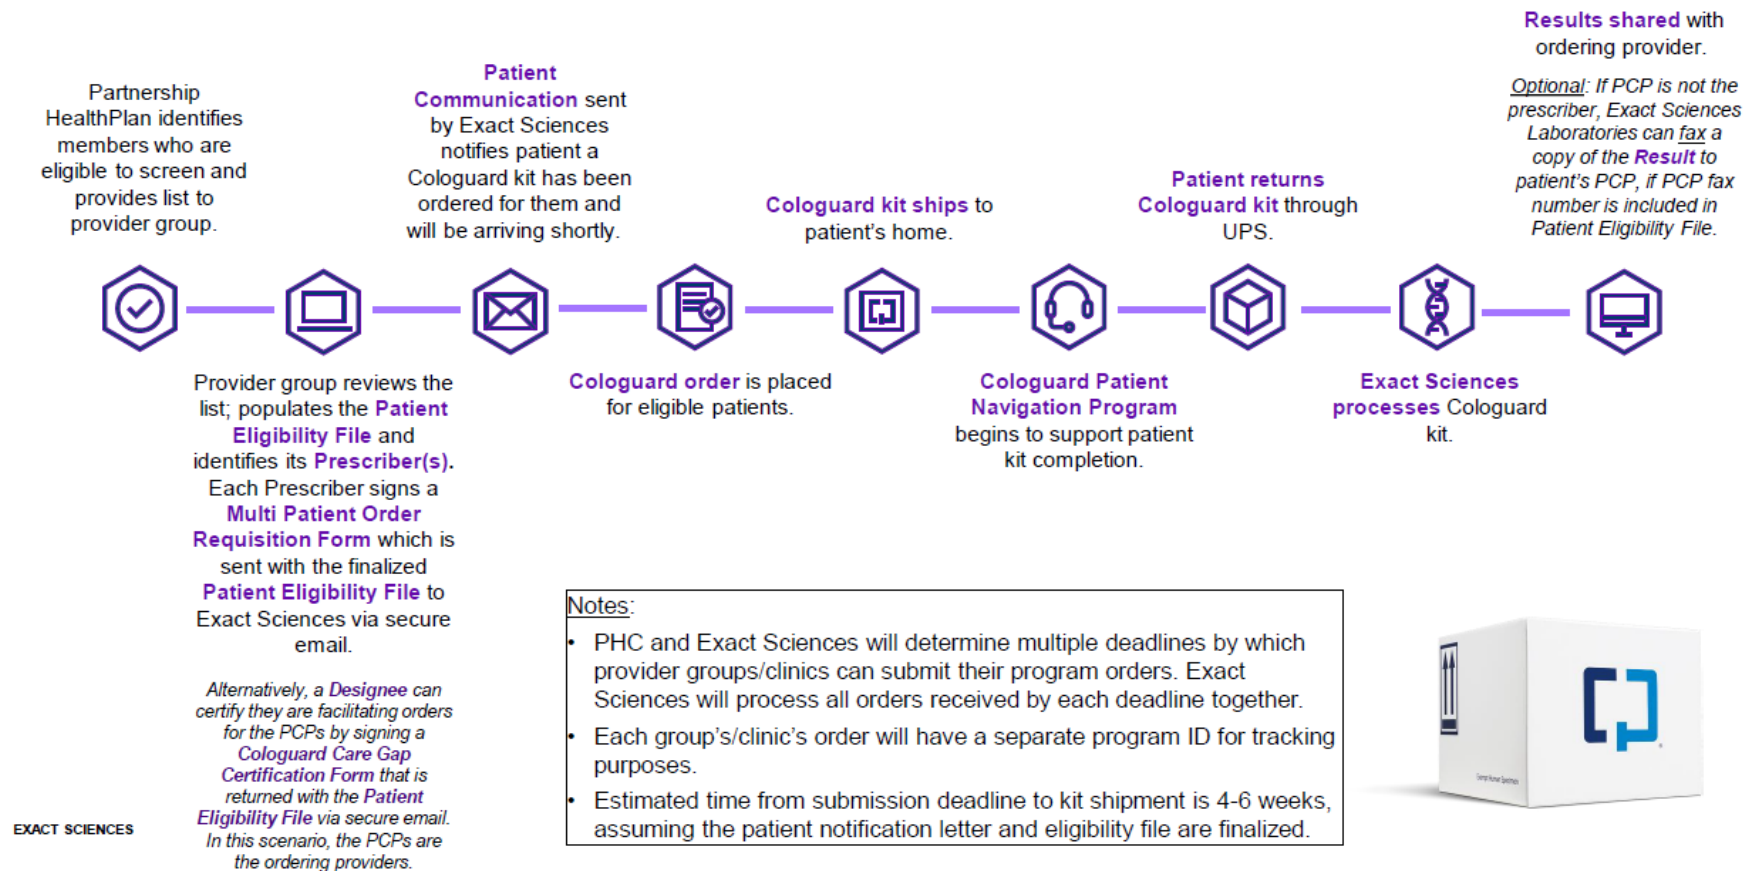 Partnership
HealthPlan identifies
members who are
eligible to screen and
provides list to
provider group.
Provider group reviews the
list; populates the Patient
Eligibility File and
identifies its Prescriber(s).
Each Prescriber signs a
Multi Patient Order
Requisition Form which is
sent with the finalized
Patient Eligibility File to
Exact Sciences via secure
email.
Alternatively, a Designee can
certify they are facilitating orders
for the PCPs by signing a
Cologuard Care Gap
Certification Form that is
returned with the Patient
Eligibility File via secure email.
In this scenario, the PCPs are
the ordering providers.
Patient
Communication sent
by Exact Sciences
notifies patient a
Cologuard kit has been
ordered for them and
will be arriving shortly.
Cologuard order is placed
for eligible patients.
Cologuard kit ships to
patient's home.
Cologuard Patient
Navigation Program
begins to support patient
kit completion.
Patient returns
Cologuard kit through
UPS.
Exact Sciences
processes Cologuard
kit.
Results shared with
ordering provider.
Optional: If PCP is not the
prescriber, Exact Sciences
Laboratories can fax a
copy of the Result to
patient's PCP, if PCP fax
number is included in
Patient Eligibility File.
Notes:
• PHC and Exact Sciences will determine multiple deadlines by which
provider groups/clinics can submit their program orders. Exact
Sciences will process all orders received by each deadline together.
• Each group's/clinic's order will have a separate program ID for tracking
purposes.
• Estimated time from submission deadline to kit shipment is 4-6 weeks,
assuming the patient notification letter and eligibility file are finalized.
Exempt Human Specimen
EXACT SCIENCES